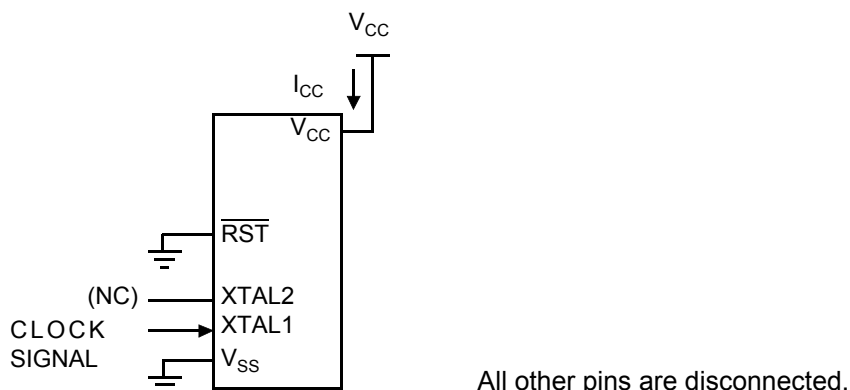 VCC
ICC
VCC
RST
(NC)
XTAL2
CLOCK
SIGNAL
XTAL1
VSS
All other pins are disconnected.